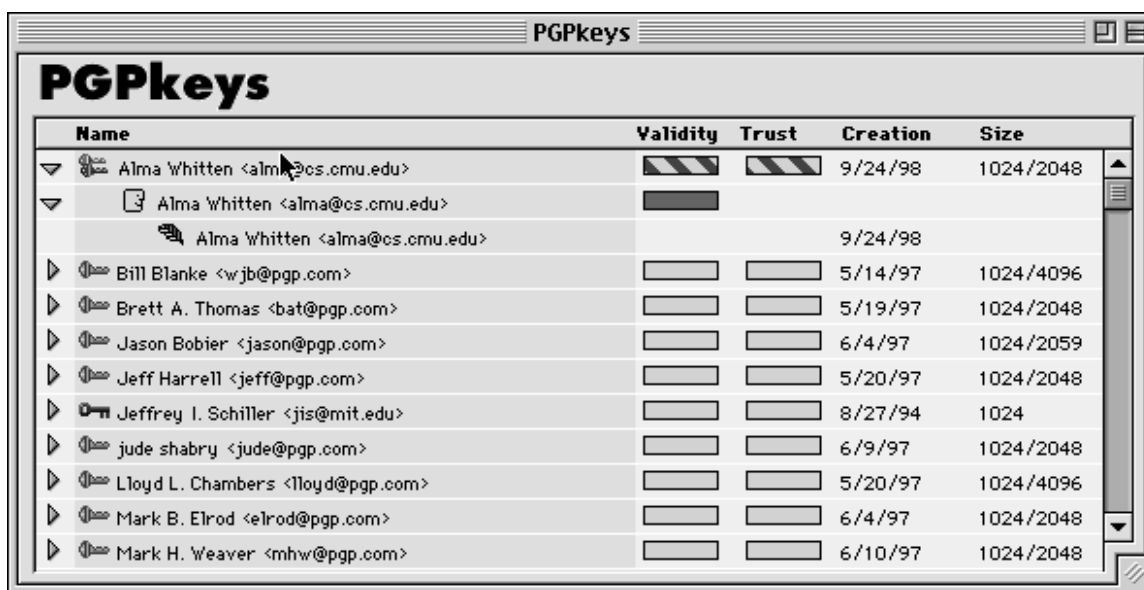 PGPkeys
PGPkeys
Name Validity Trust Creation Size
Alma Whitten <alma@cs.cmu.edu> 9/24/98 1024/2048
Alma Whitten <alma@cs.cmu.edu>
Alma Whitten <alma@cs.cmu.edu> 9/24/98
Bill Blanke <wjb@pgp.com> 5/14/97 1024/4096
Brett A. Thomas <bat@pgp.com> 5/19/97 1024/2048
Jason Bobier <jason@pgp.com> 6/4/97 1024/2059
Jeff Harrell <jeff@pgp.com> 5/20/97 1024/2048
Jeffrey I. Schiller <jis@mit.edu> 8/27/94 1024
jude shabry <jude@pgp.com> 6/9/97 1024/2048
Lloyd L. Chambers <lloyd@pgp.com> 5/20/97 1024/4096
Mark B. Elrod <elrod@pgp.com> 6/4/97 1024/2048
Mark H. Weaver <mhw@pgp.com> 6/10/97 1024/2048